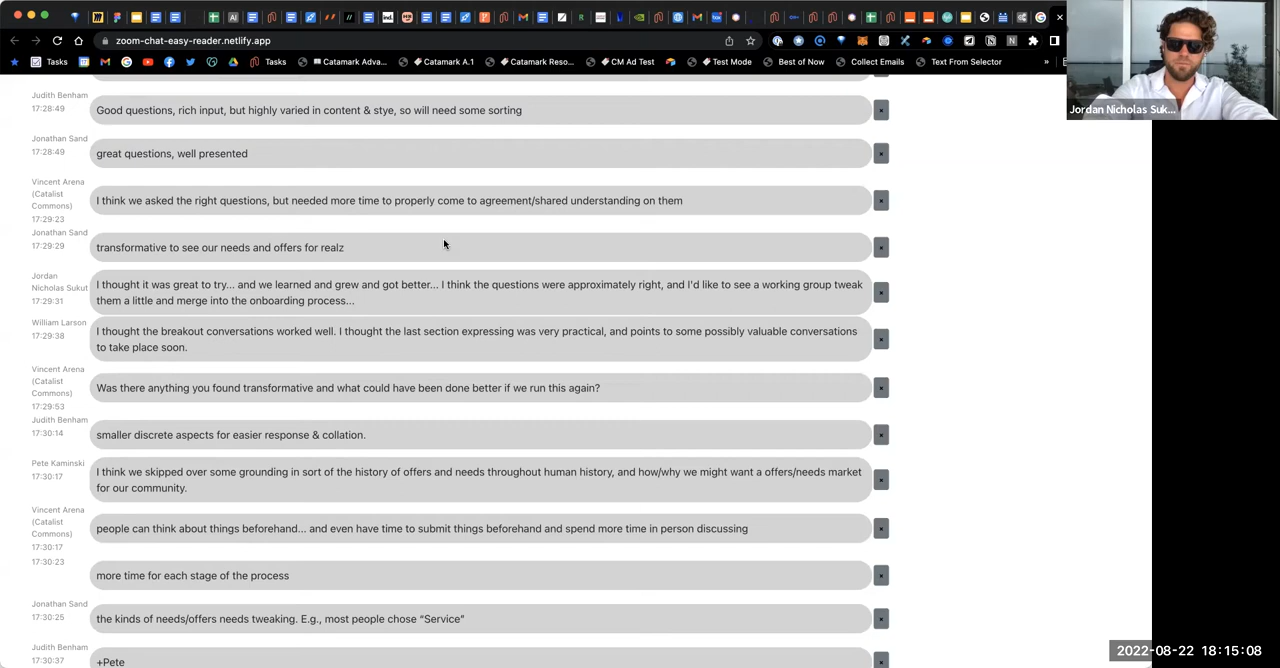 zoom-chat-easy-reader.netlify.app
Tasks
Tasks
Catamark Adva...
Catamark A.1
Catamark Reso...
CM Ad Test
Test Mode
Best of Now
Collect Emails
Text From Selector
»
Jordan Nicholas Suk...
Judith Benham
17:28:49
Good questions, rich input, but highly varied in content & stye, so will need some sorting
Jonathan Sand
17:28:49
great questions, well presented
Vincent Arena
(Catalist
Commons)
17:29:23
I think we asked the right questions, but needed more time to properly come to agreement/shared understanding on them
Jonathan Sand
17:29:29
transformative to see our needs and offers for realz
Jordan
Nicholas Sukut
17:29:31
I thought it was great to try... and we learned and grew and got better... I think the questions were approximately right, and I'd like to see a working group tweak
them a little and merge into the onboarding process...
William Larson
17:29:38
I thought the breakout conversations worked well. I thought the last section expressing was very practical, and points to some possibly valuable conversations
to take place soon.
Vincent Arena
(Catalist
Commons)
17:29:53
Was there anything you found transformative and what could have been done better if we run this again?
Judith Benham
17:30:14
smaller discrete aspects for easier response & collation.
Pete Kaminski
17:30:17
I think we skipped over some grounding in sort of the history of offers and needs throughout human history, and how/why we might want a offers/needs market
for our community.
Vincent Arena
(Catalist
Commons)
17:30:17
people can think about things beforehand... and even have time to submit things beforehand and spend more time in person discussing
17:30:23
more time for each stage of the process
Jonathan Sand
17:30:25
the kinds of needs/offers needs tweaking. E.g., most people chose “Service”
Judith Benham
17:30:37
+Pete
2022-08-22 18:15:08